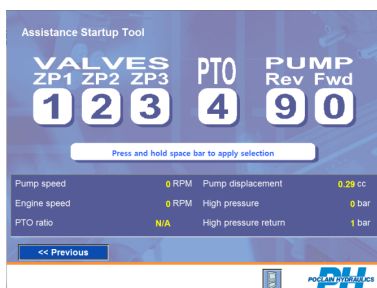 Assistance Startup Tool
VALVES PTO PUMP
ZP1 ZP2 ZP3 Rev Fwd
1 2 3 4 9 0
Press and hold space bar to apply selection
Pump speed 0 RPM Pump displacement 0.29 cc
Engine speed 0 RPM High pressure 0 bar
PTO ratio N/A High pressure return 1 bar
<< Previous
PH
POCLAIN HYDRAULICS